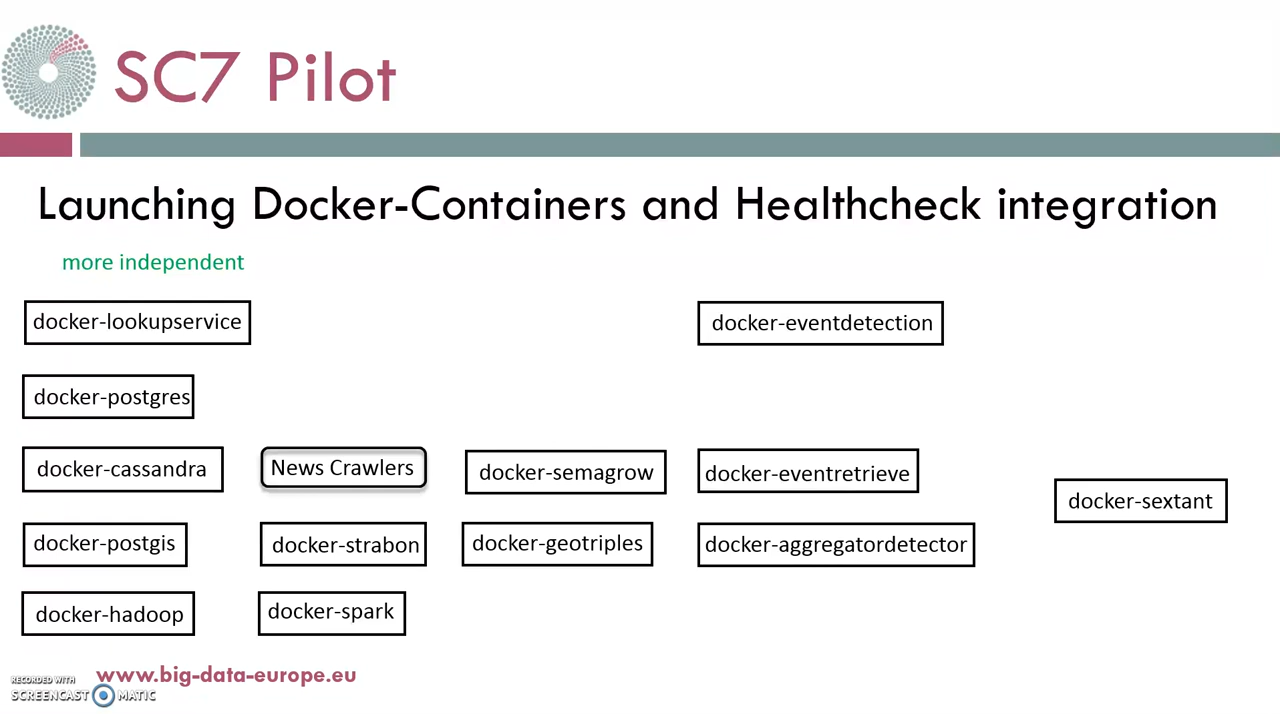 SC7 Pilot
Launching Docker-Containers and Healthcheck integration
more independent
docker-lookupservice
docker-eventdetection
docker-postgres
docker-cassandra
News Crawlers
docker-semagrow
docker-eventretrieve
docker-sextant
docker-postgis
docker-strabon
docker-geotriples
docker-aggregatordetector
docker-hadoop
docker-spark
www.big-data-europe.eu
RECORDED WITH
SCREENCAST MATIC